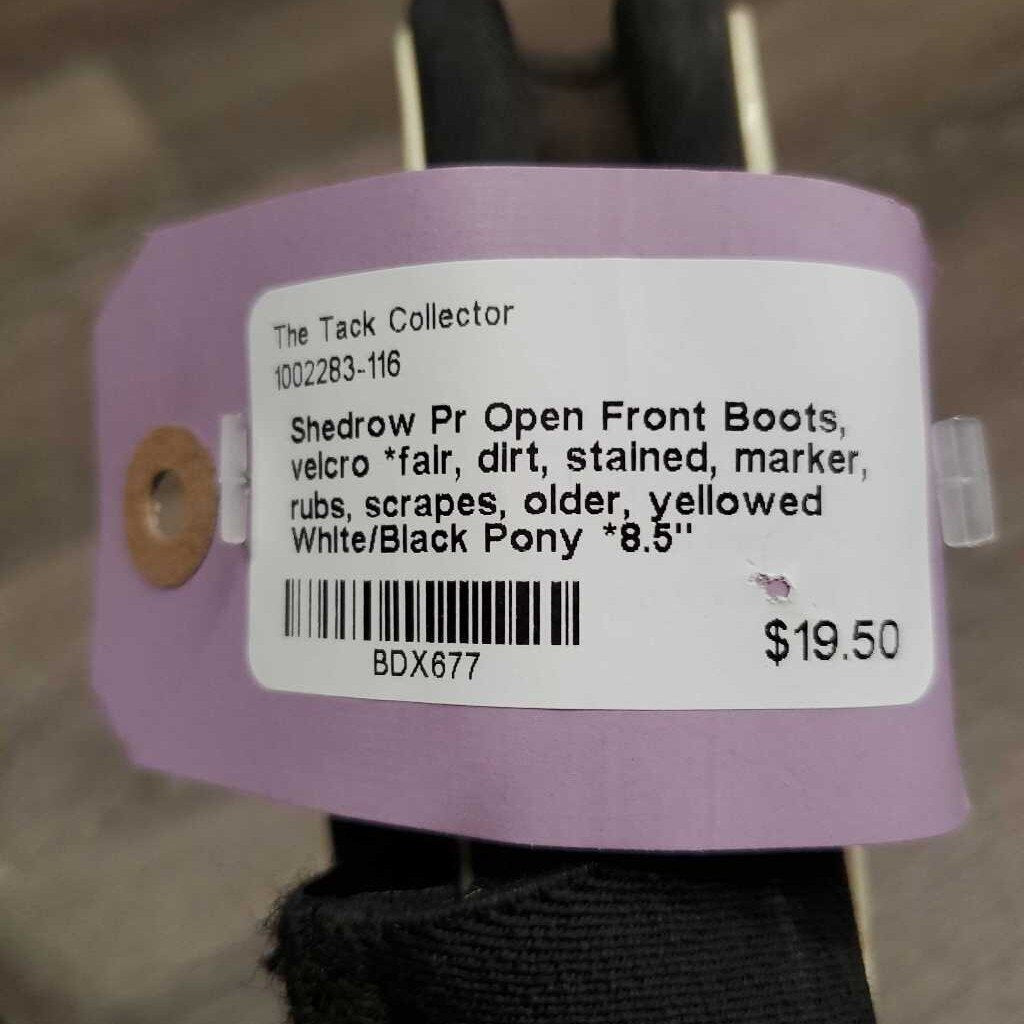 The Tack Collector
1002283-116
Shedrow Pr Open Front Boots,
velcro *fair, dirt, stained, marker,
rubs, scrapes, older, yellowed
White/Black Pony *8.5"
BDX677
$19.50